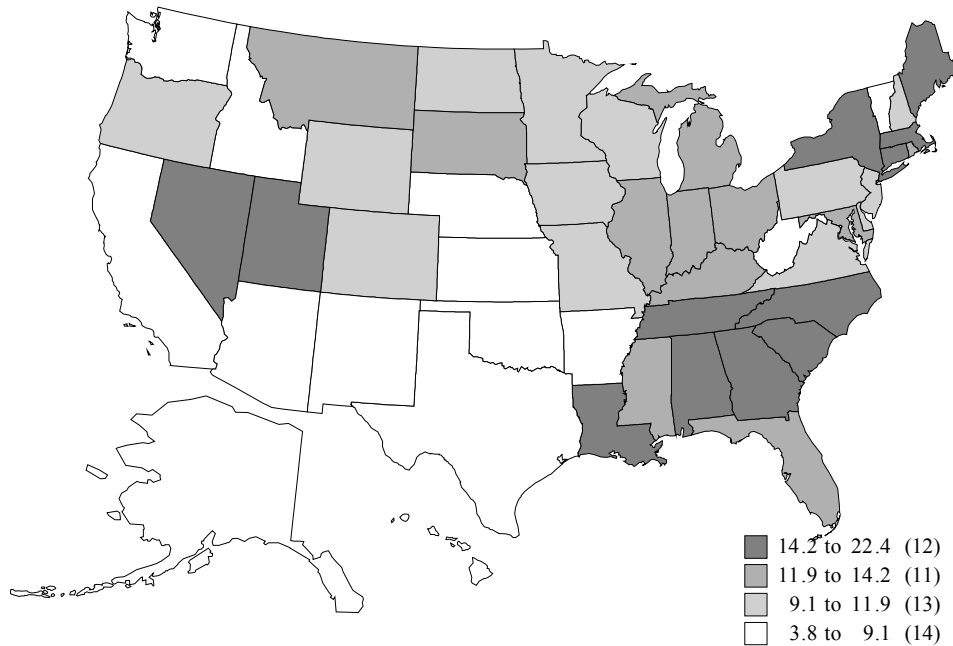 14.2 to 22.4 (12)
11.9 to 14.2 (11)
9.1 to 11.9 (13)
3.8 to 9.1 (14)